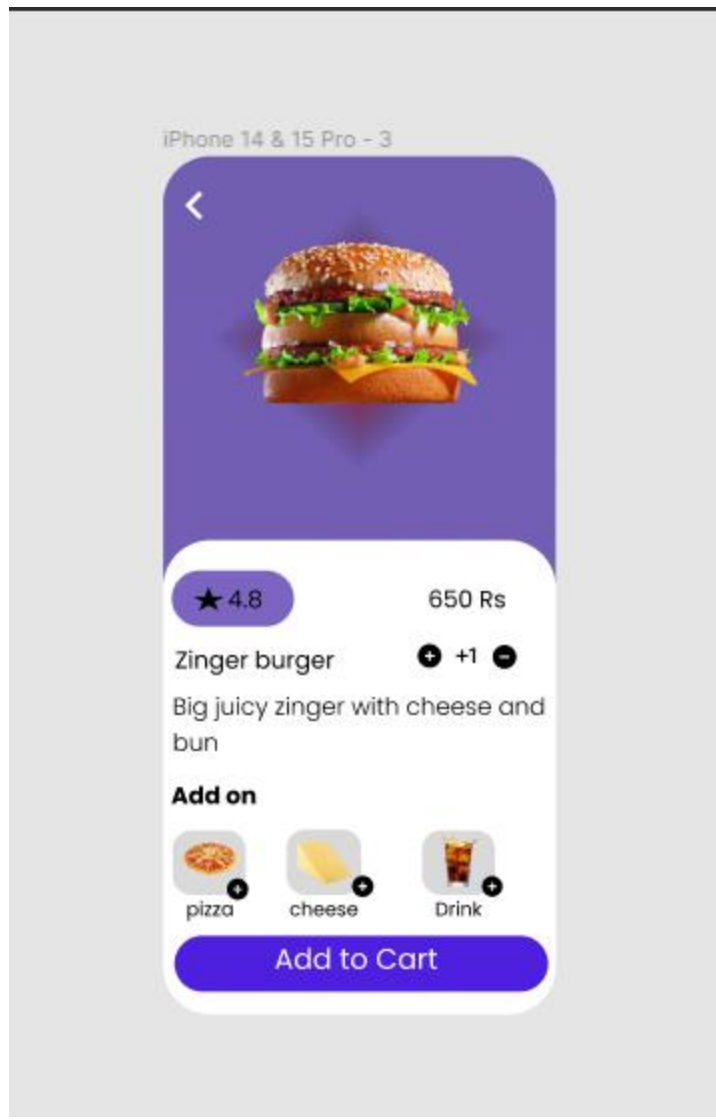 iPhone 14 & 15 Pro - 3
4.8
650 Rs
Zinger burger
+1
Big juicy zinger with cheese and
bun
Add on
pizza
cheese
Drink
Add to Cart